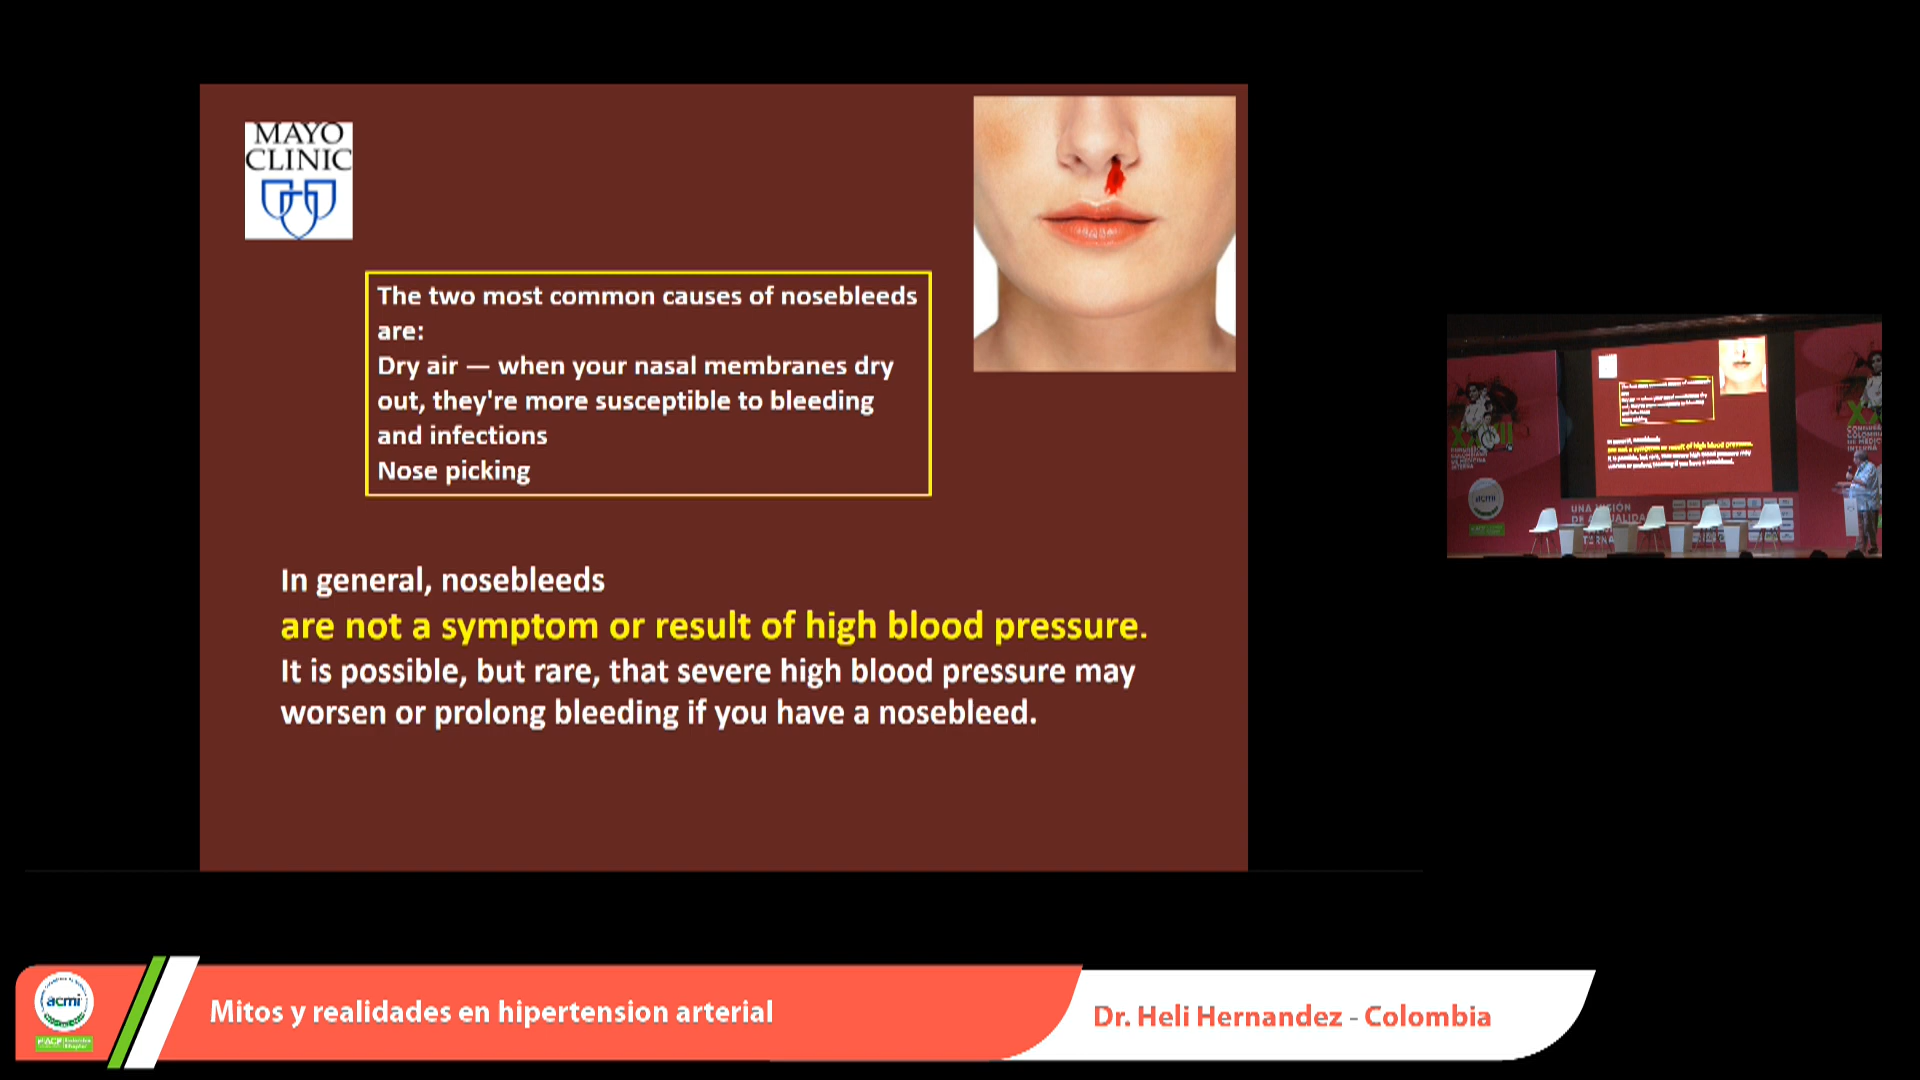 MAYO
CLINIC
The two most common causes of nosebleeds
are:
Dry air — when your nasal membranes dry
out, they're more susceptible to bleeding
and infections
Nose picking
In general, nosebleeds
are not a symptom or result of high blood pressure.
It is possible, but rare, that severe high blood pressure may
worsen or prolong bleeding if you have a nosebleed.
acmi
Mitos y realidades en hipertension arterial
Dr. Heli Hernandez - Colombia